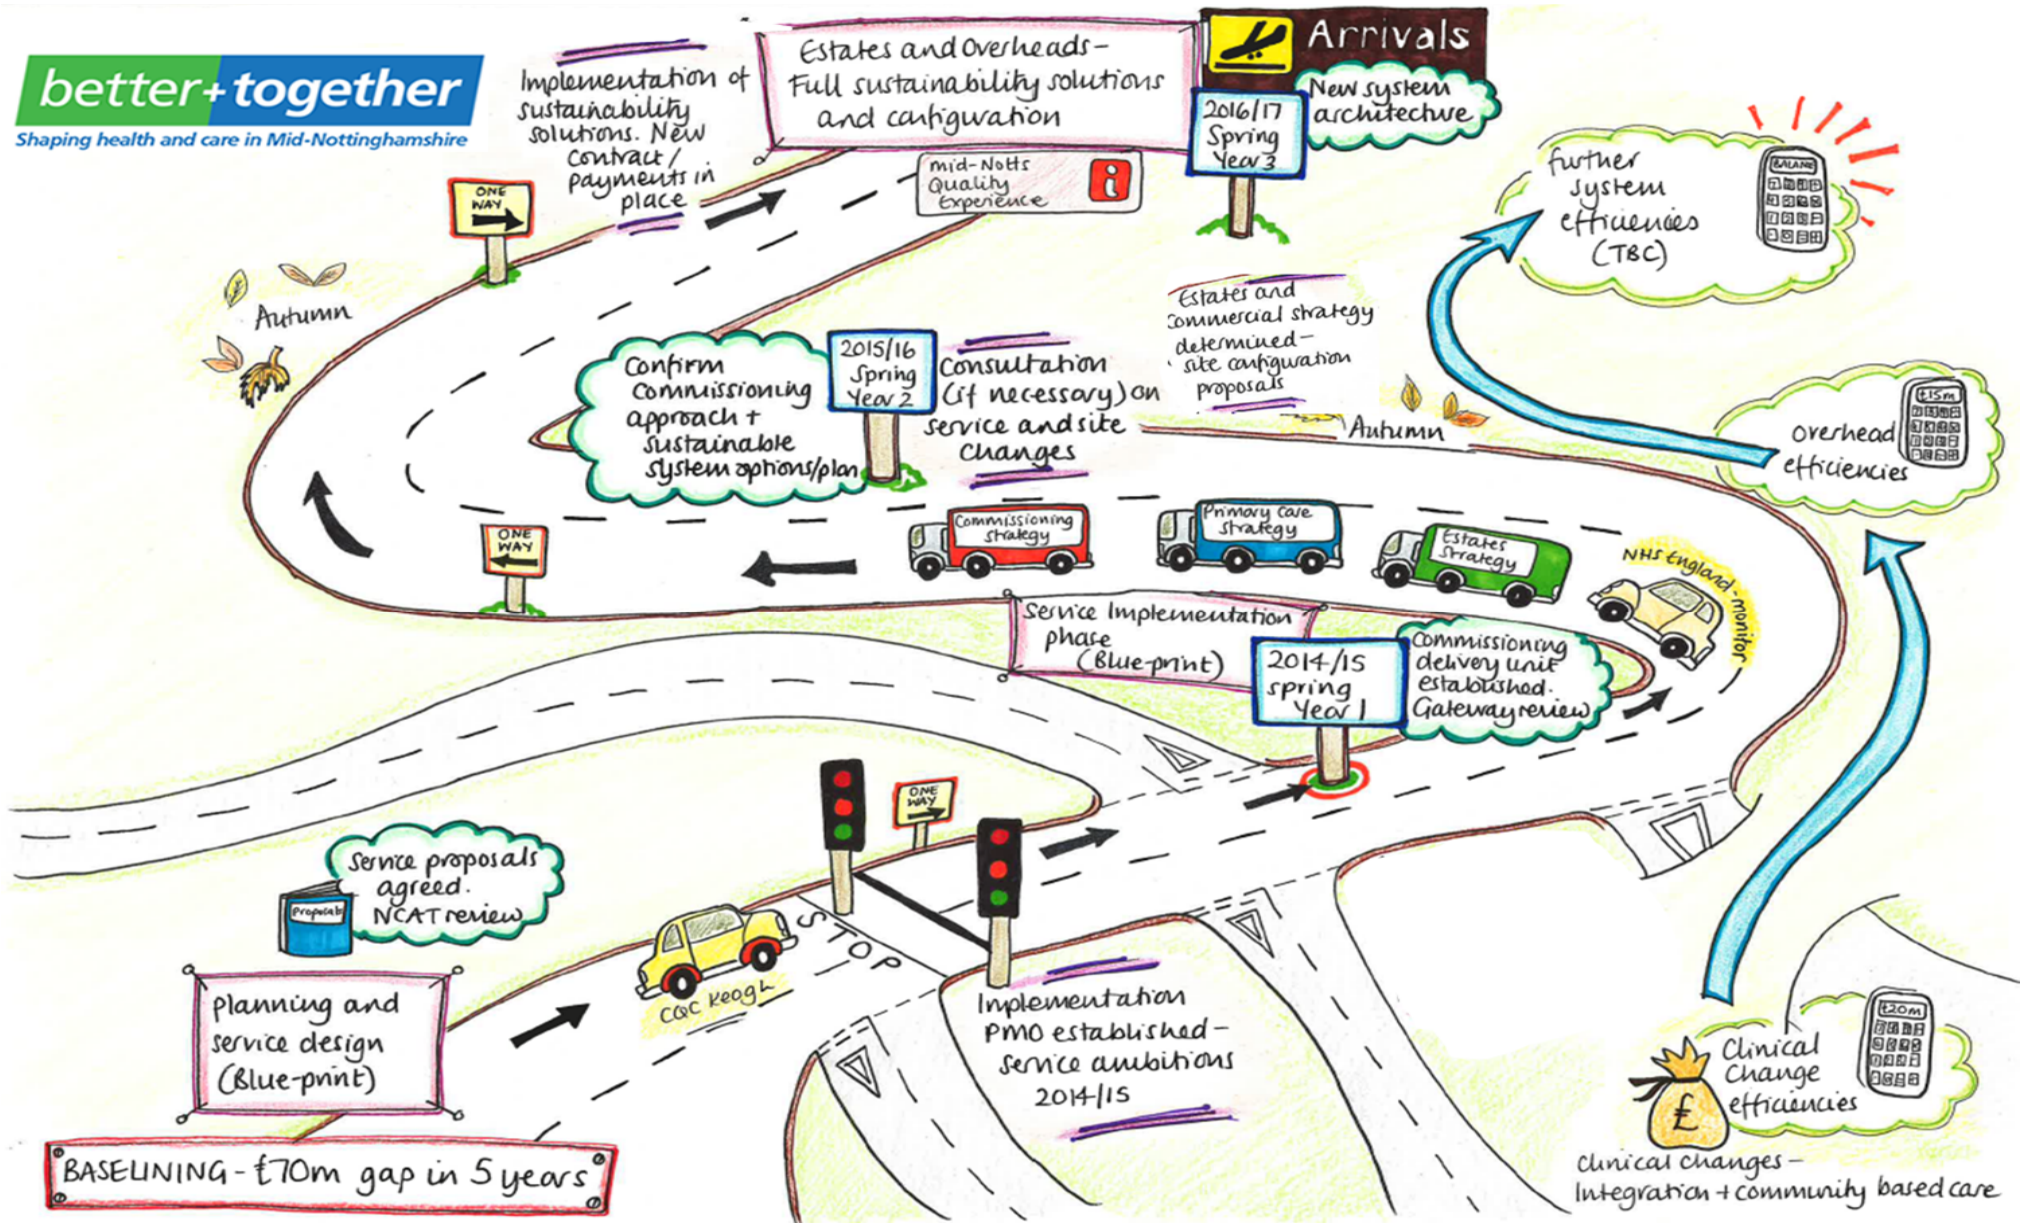 better+together
Shaping health and care in Mid-Nottinghamshire
Implementation of
sustainability
solutions. New
contract/
payments in
place
Estates and Overheads-
Full sustainability solutions
and configuration
Arrivals
New system
architecture
2016/17
Spring
Year 3
mid-Notts
Quality
Experience
i
ONE
WAY
further
system
efficiencies
(TBC)
BALANE
Autumn
Estates and
commercial strategy
determined-
site configuration
proposals
Confirm
commissioning
approach +
sustainable
system options/plan
2015/16
Spring
Year 2
Consultation
(if necessary) on
service and site
changes
Autumn
overhead
efficiencies
£15m
ONE
WAY
Commissioning
strategy
Primary care
strategy
Estates
strategy
NHS England-monitor
Service Implementation
phase
(Blue-print)
2014/15
spring
Year 1
Commissioning
delivery unit
established.
Gateway review
ONE
WAY
Service proposals
agreed.
NCAT review
Proposals
STOP
CQC Keogh
planning and
service design
(Blue-print)
Implementation
PMO established-
service ambitions
2014/15
BASELINING - £70m gap in 5 years
£20m
Clinical
Change
efficiencies
£
Clinical changes-
Integration + community based care